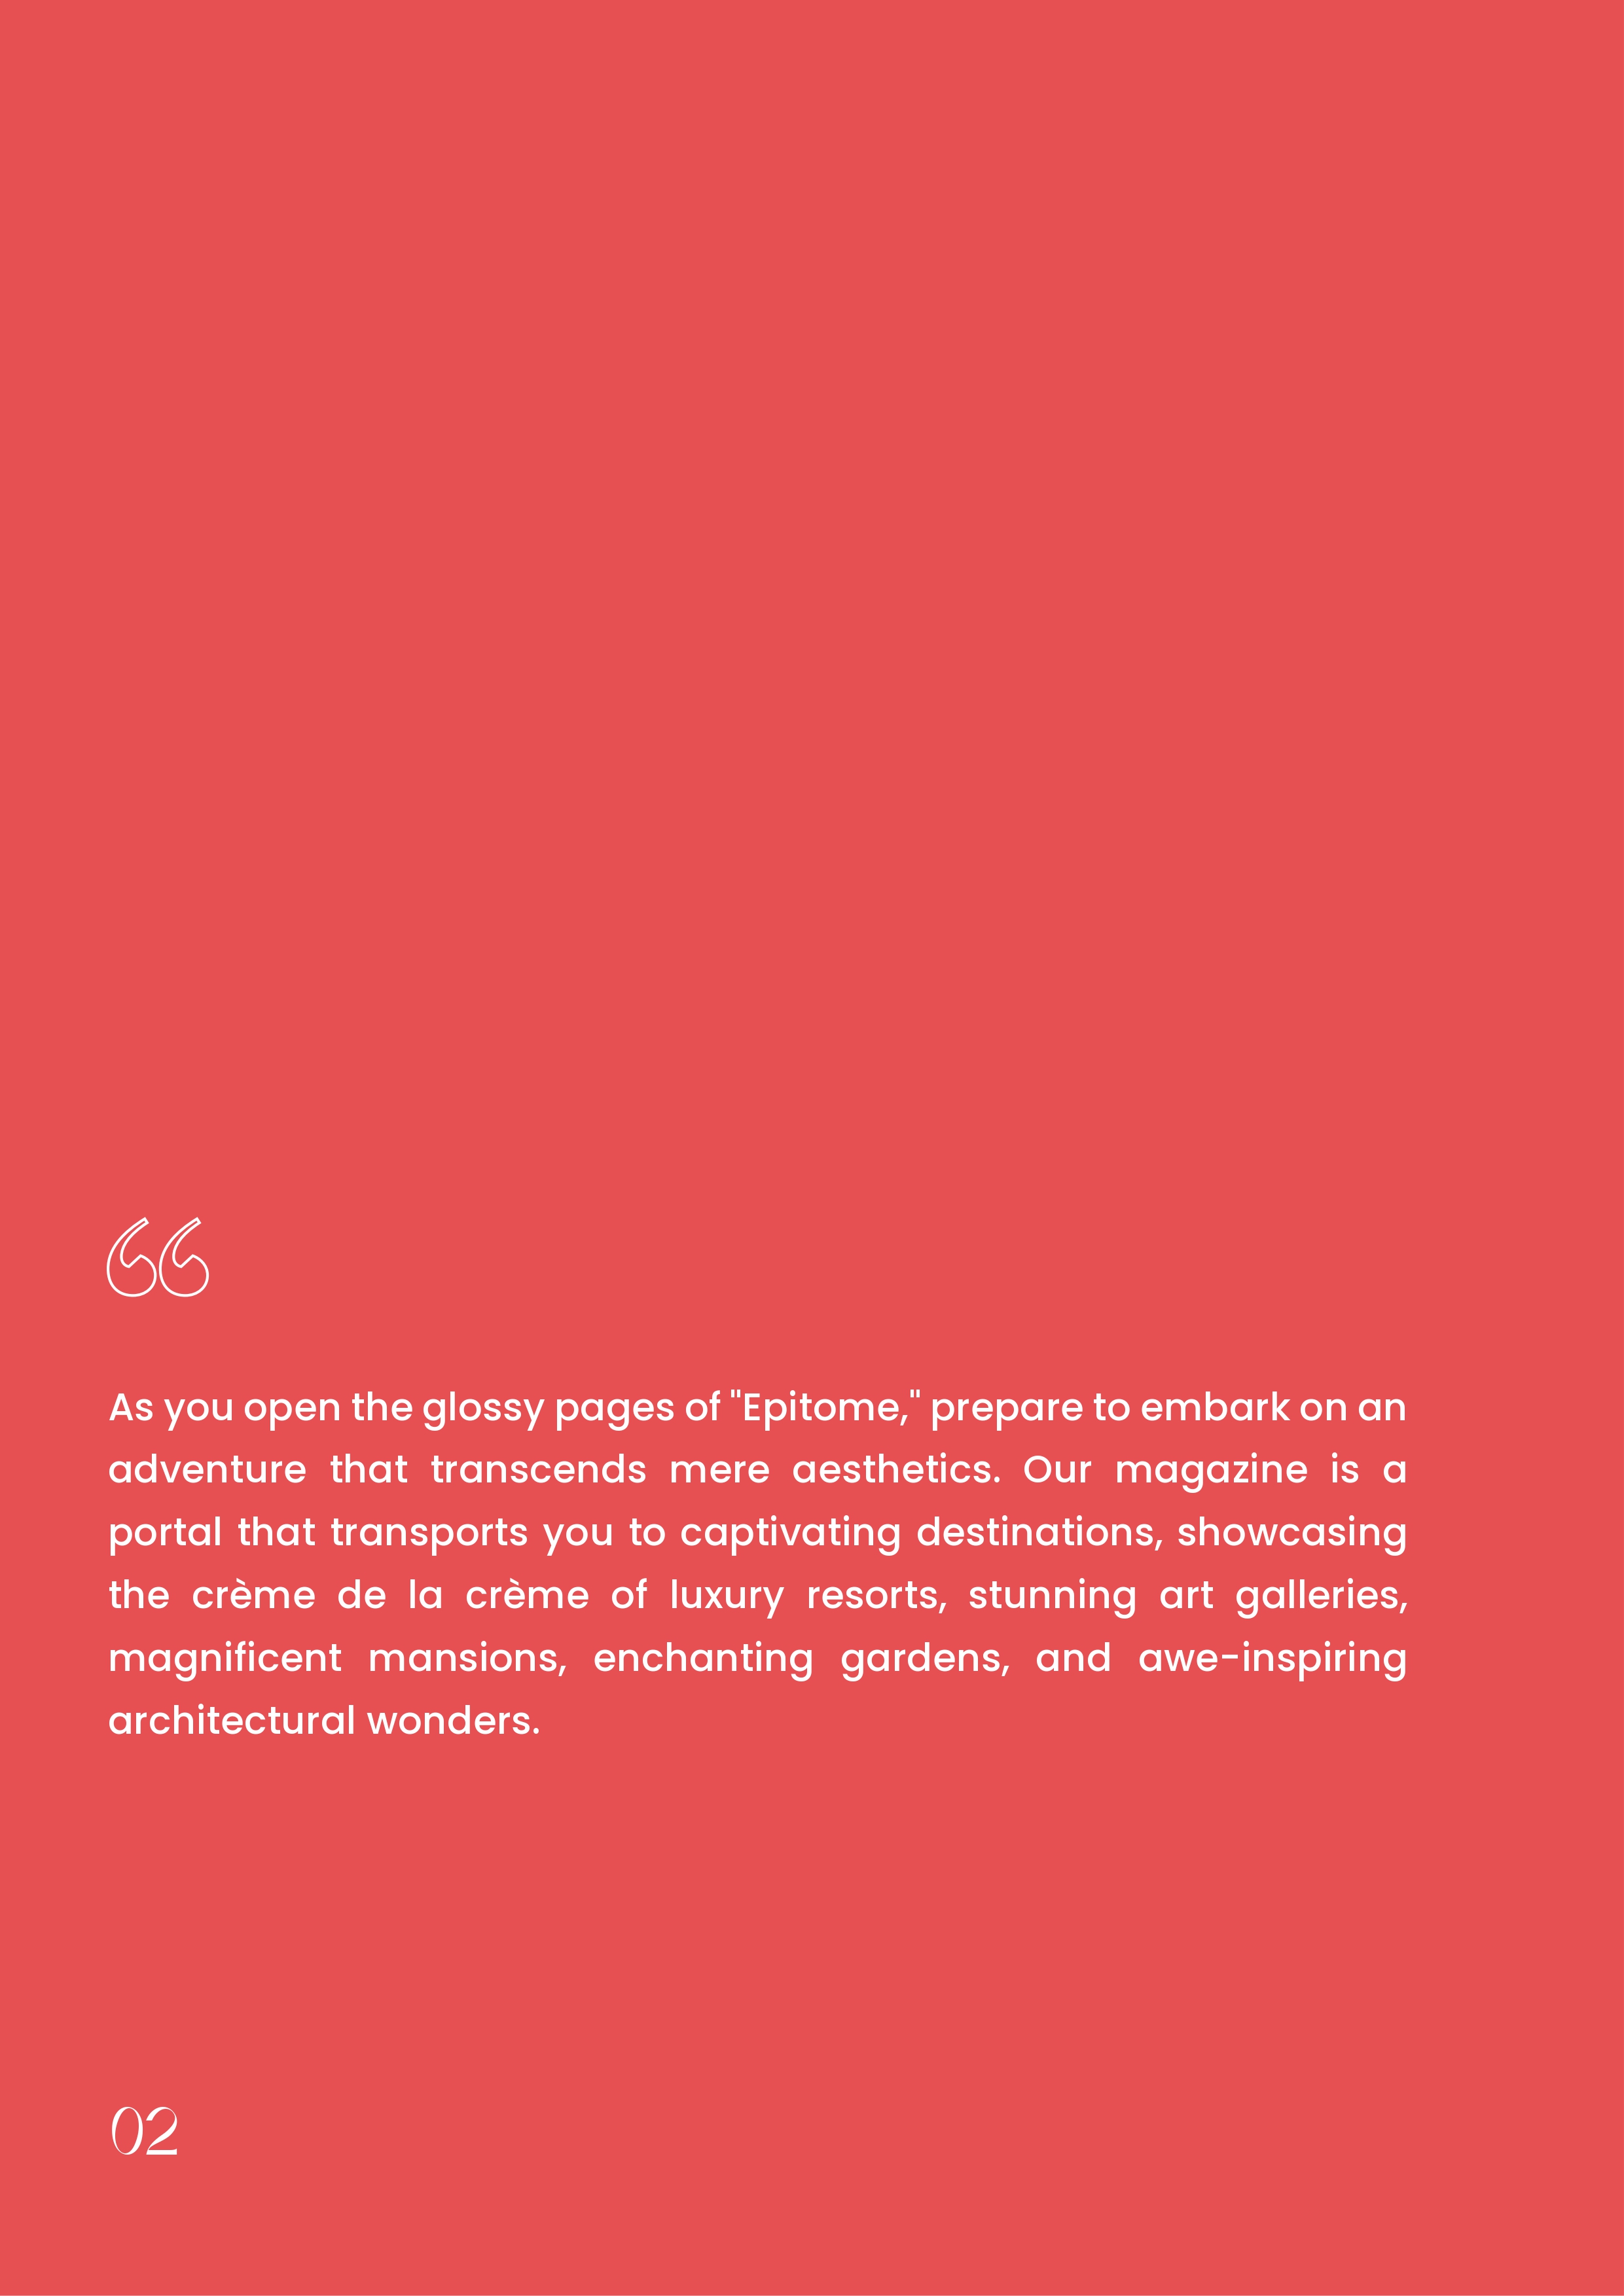 “
As you open the glossy pages of "Epitome," prepare to embark on an
adventure that transcends mere aesthetics. Our magazine is a
portal that transports you to captivating destinations, showcasing
the crème de la crème of luxury resorts, stunning art galleries,
magnificent mansions, enchanting gardens, and awe-inspiring
architectural wonders.
02